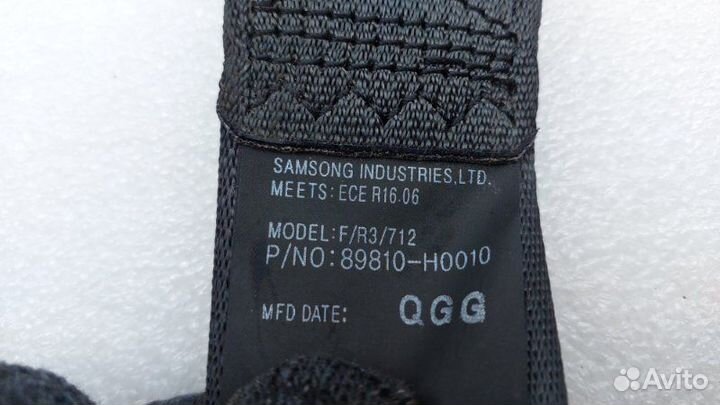 SAMSONG INDUSTRIES,LTD.
MEETS: ECE R16·06
MODEL: F/R3/712
P/NO: 89810-H0010
MFD DATE: QGG
Avito